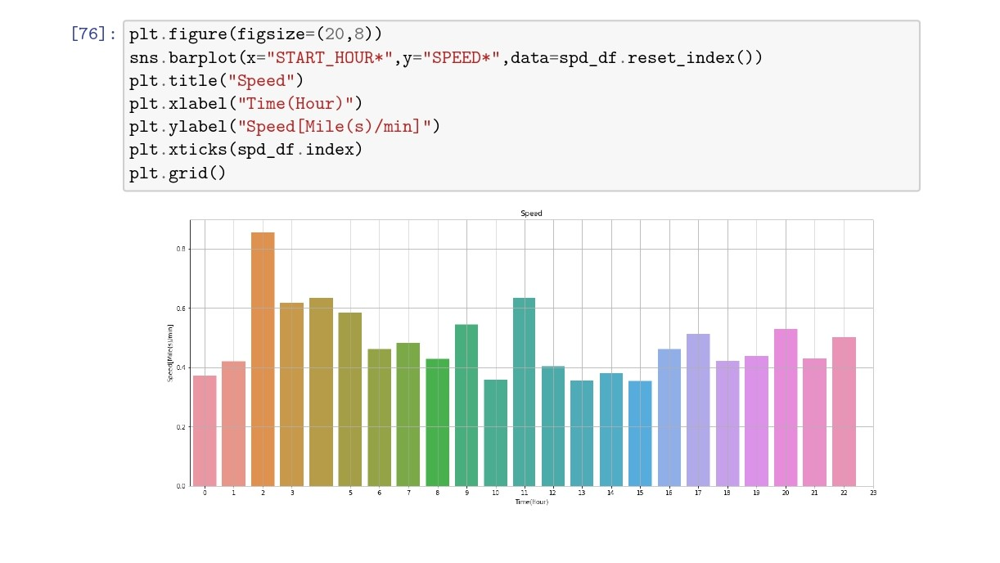 [76]: plt.figure(figsize=(20,8))
sns.barplot(x="START_HOUR*",y="SPEED*",data=spd_df.reset_index())
plt.title("Speed")
plt.xlabel("Time(Hour)")
plt.ylabel("Speed[Mile(s)/min]")
plt.xticks(spd_df.index)
plt.grid()
Speed
0.8
0.6
0.4
0.2
0.0
Speed[Mile(s)/min]
0 1 2 3 5 6 7 8 9 10 11 12 13 14 15 16 17 18 19 20 21 22 23
Time(Hour)